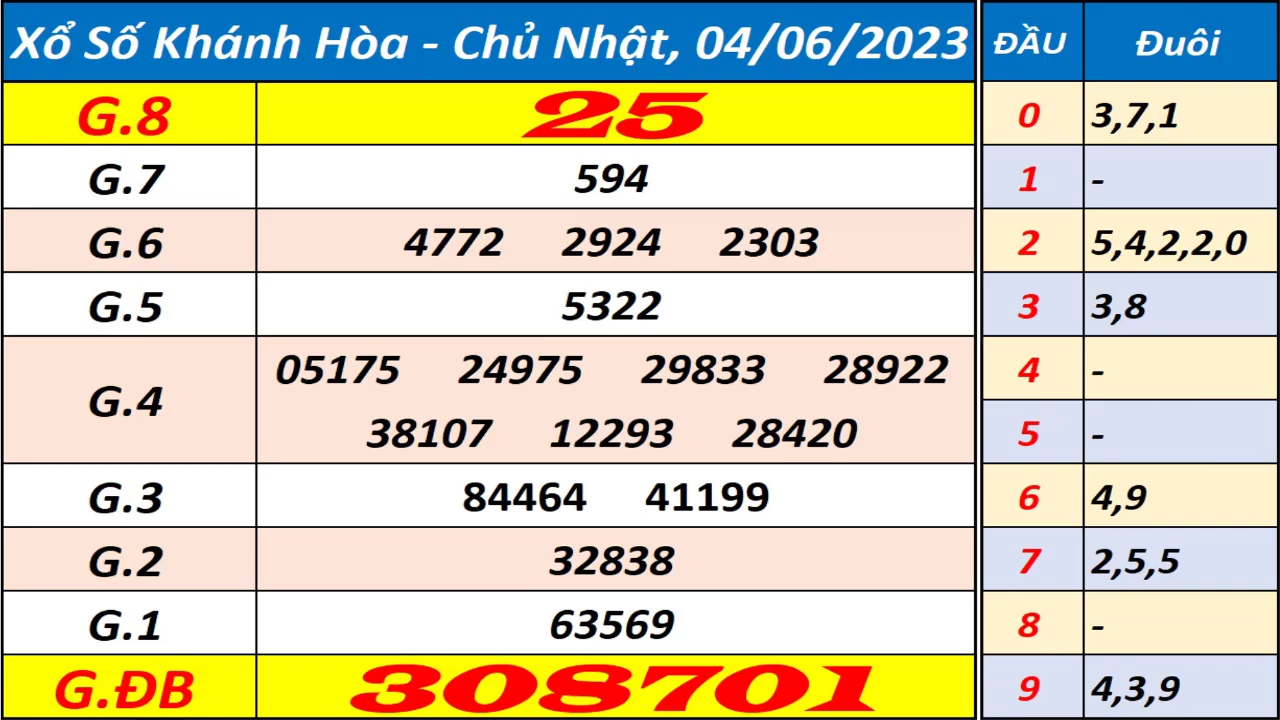 Xổ Số Khánh Hòa - Chủ Nhật, 04/06/2023 ĐẦU Đuôi
G.8 25 0 3,7,1
G.7 594 1 -
G.6 4772 2924 2303 2 5,4,2,2,0
G.5 5322 3 3,8
G.4 05175 24975 29833 28922 4 -
38107 12293 28420 5 -
G.3 84464 41199 6 4,9
G.2 32838 7 2,5,5
G.1 63569 8 -
G.ĐB 308701 9 4,3,9